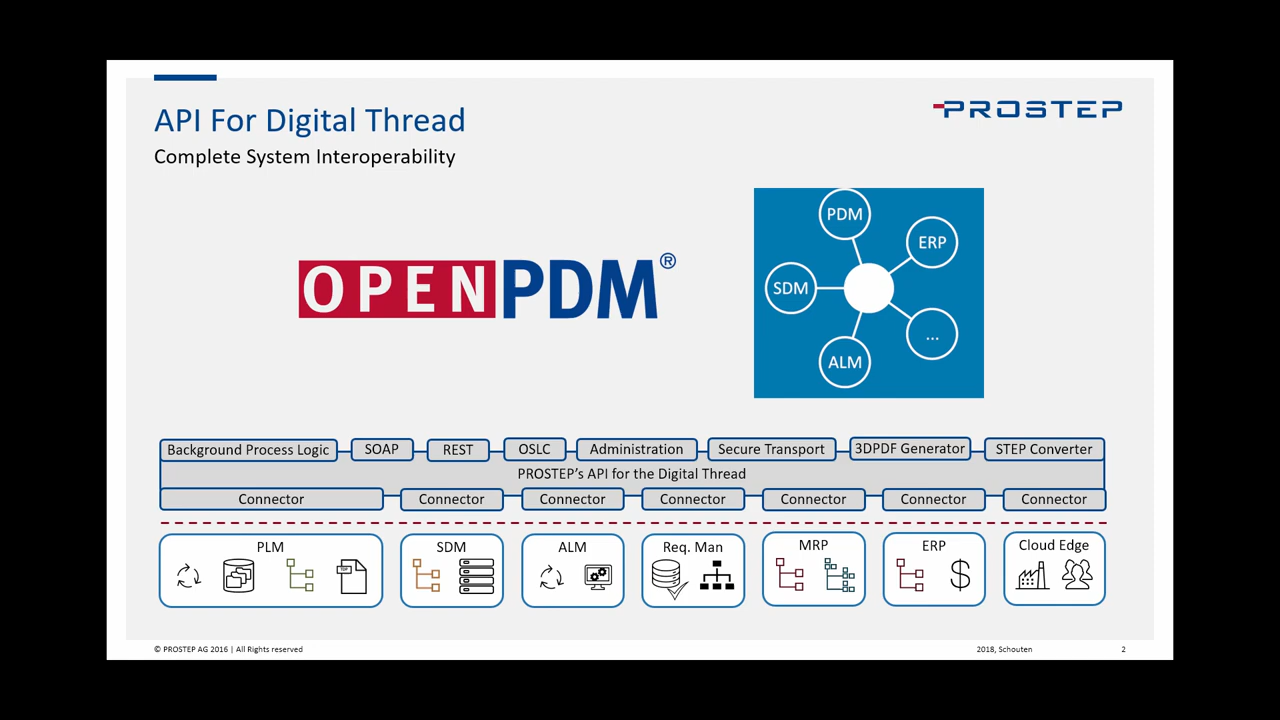 API For Digital Thread
PROSTEP
Complete System Interoperability
OPENPDM®
PDM
ERP
SDM
...
ALM
Background Process Logic
SOAP
REST
OSLC
Administration
Secure Transport
3DPDF Generator
STEP Converter
PROSTEP's API for the Digital Thread
Connector
Connector
Connector
Connector
Connector
Connector
Connector
PLM
SDM
ALM
Req. Man
MRP
ERP
Cloud Edge
$
© PROSTEP AG 2016 | All Rights reserved
2018, Schouten
2